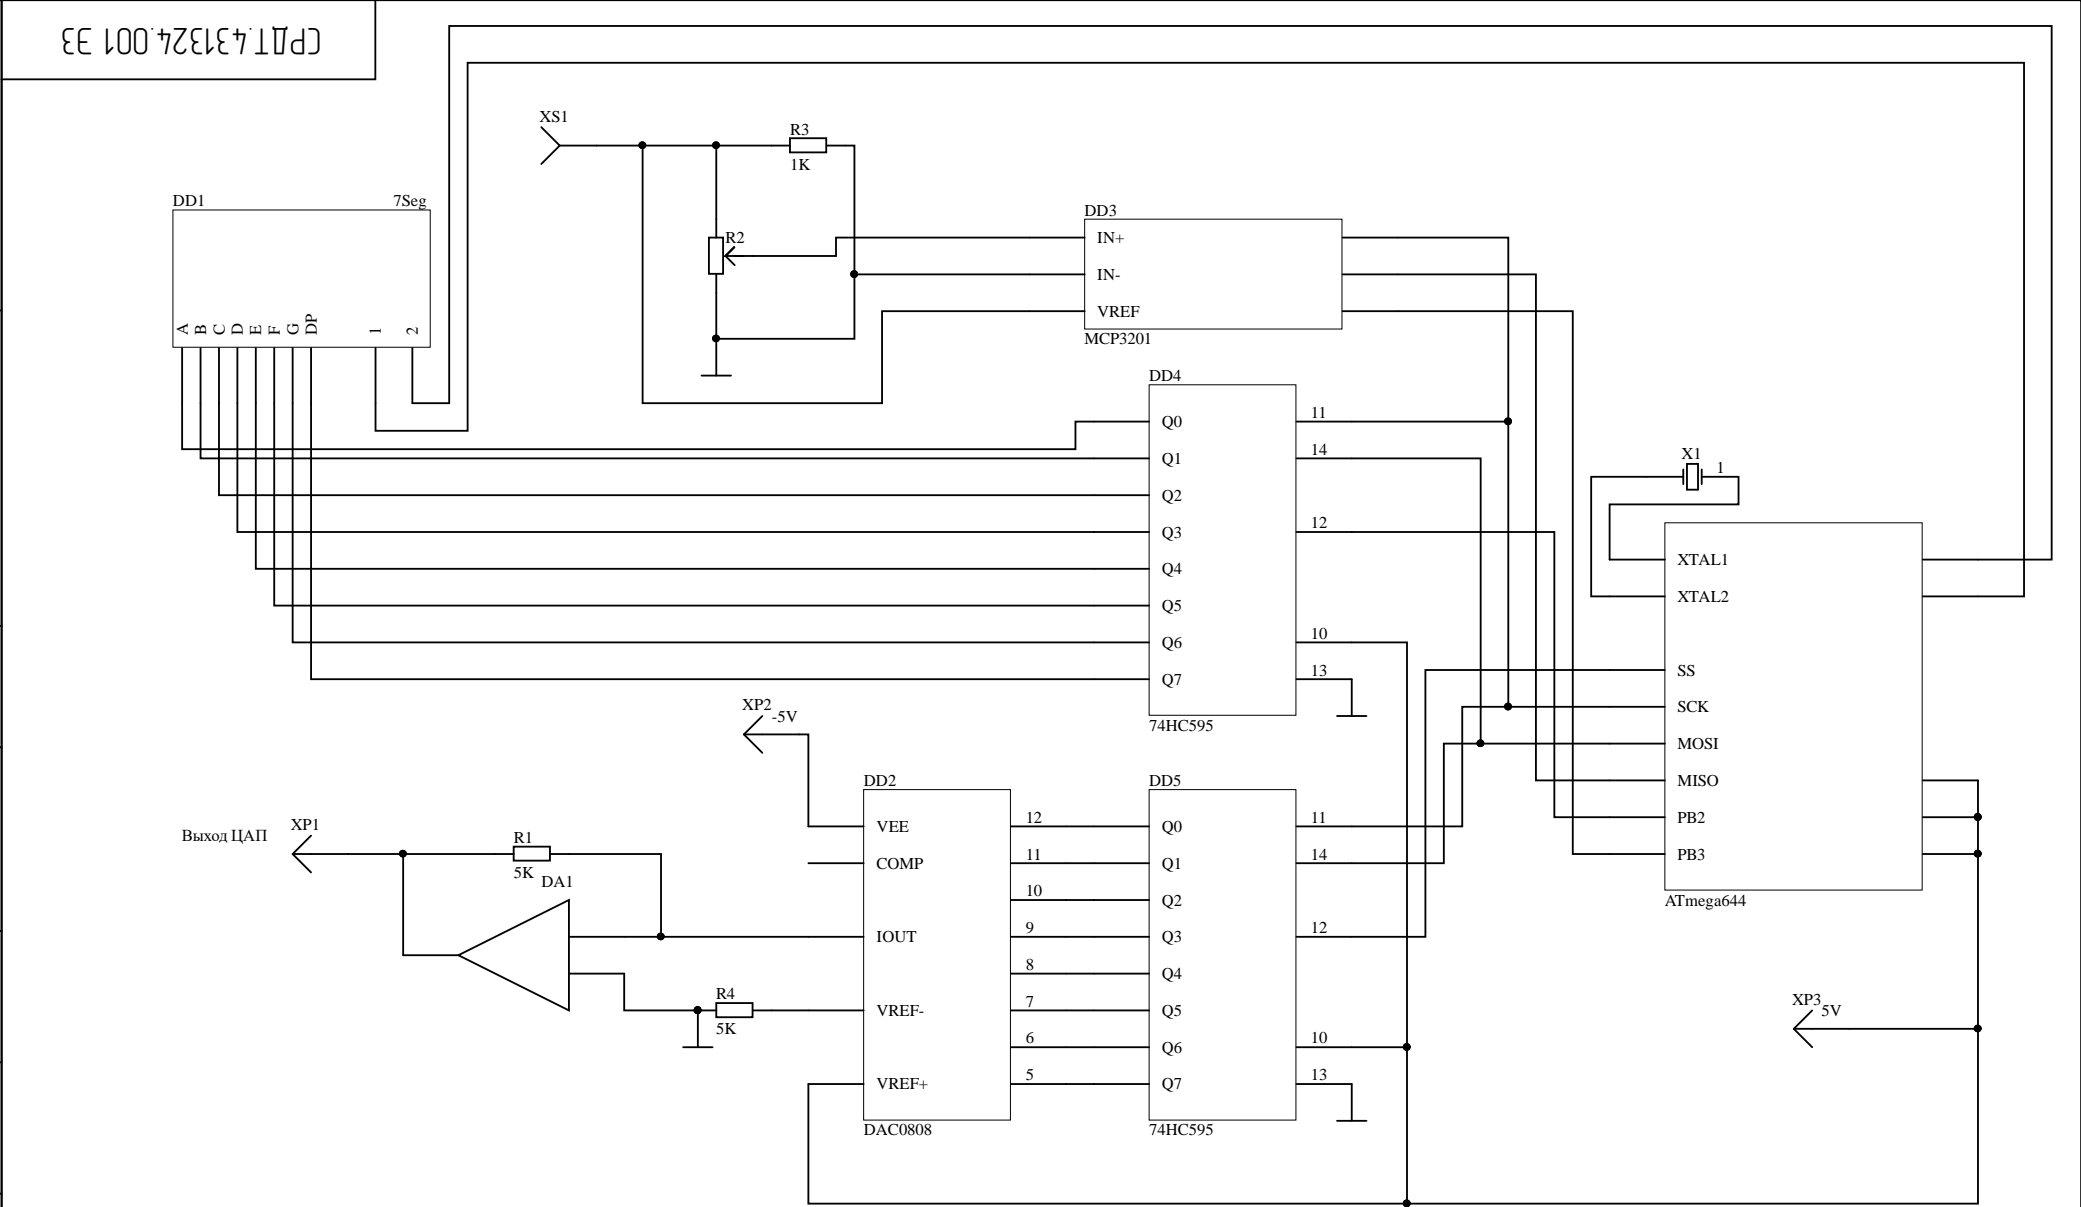 СРДТ.431324.001 ЭЗ
XS1
R3
1K
DD1
7Seg
A
B
C
D
E
F
G
DP
1
2
R2
DD3
IN+
IN-
VREF
MCP3201
DD4
Q0
Q1
Q2
Q3
Q4
Q5
Q6
Q7
11
14
12
10
13
74HC595
X1
1
XTAL1
XTAL2
SS
SCK
MOSI
MISO
PB2
PB3
ATmega644
XP2
-5V
DD2
VEE
COMP
IOUT
VREF-
VREF+
12
11
10
9
8
7
6
5
DAC0808
DD5
Q0
Q1
Q2
Q3
Q4
Q5
Q6
Q7
11
14
12
10
13
74HC595
Выход ЦАП
XP1
R1
5K
DA1
R4
5K
XP3
5V